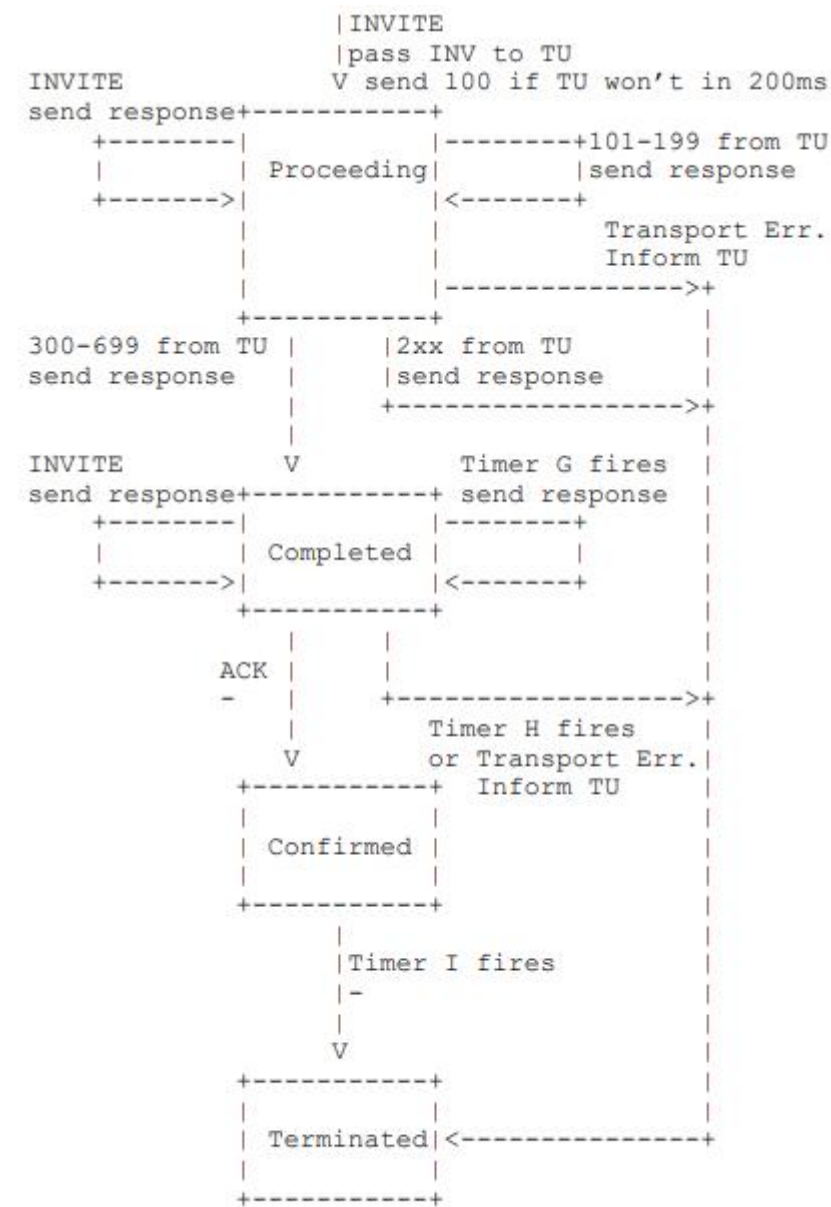 |INVITE
|pass INV to TU
INVITE V send 100 if TU won't in 200ms
send response+-----------+
+--------| |--------+101-199 from TU
| | Proceeding| |send response
+------->| |<-------+
| | Transport Err.
| | Inform TU
| |--------------->+
+-----------+ |
300-699 from TU | |2xx from TU |
send response | |send response |
| +------------------>+
| |
INVITE V Timer G fires |
send response+-----------+ send response |
+--------| |--------+ |
| | Completed | | |
+------->| |<-------+ |
+-----------+ |
| | |
ACK | | |
- | +------------------>+
| Timer H fires |
V or Transport Err.|
+-----------+ Inform TU |
| | |
| Confirmed | |
| | |
+-----------+ |
| |
|Timer I fires |
|- |
| |
V |
+-----------+ |
| | |
| Terminated|<---------------+
| |
+-----------+